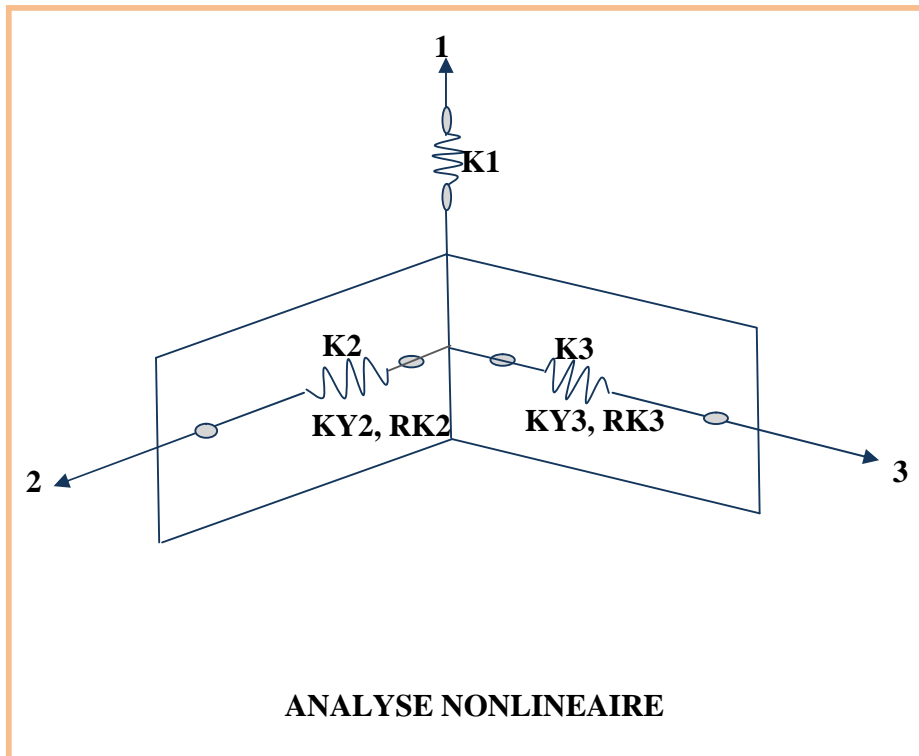 1
K1
K2
K3
KY2, RK2
KY3, RK3
2
3
ANALYSE NONLINEAIRE